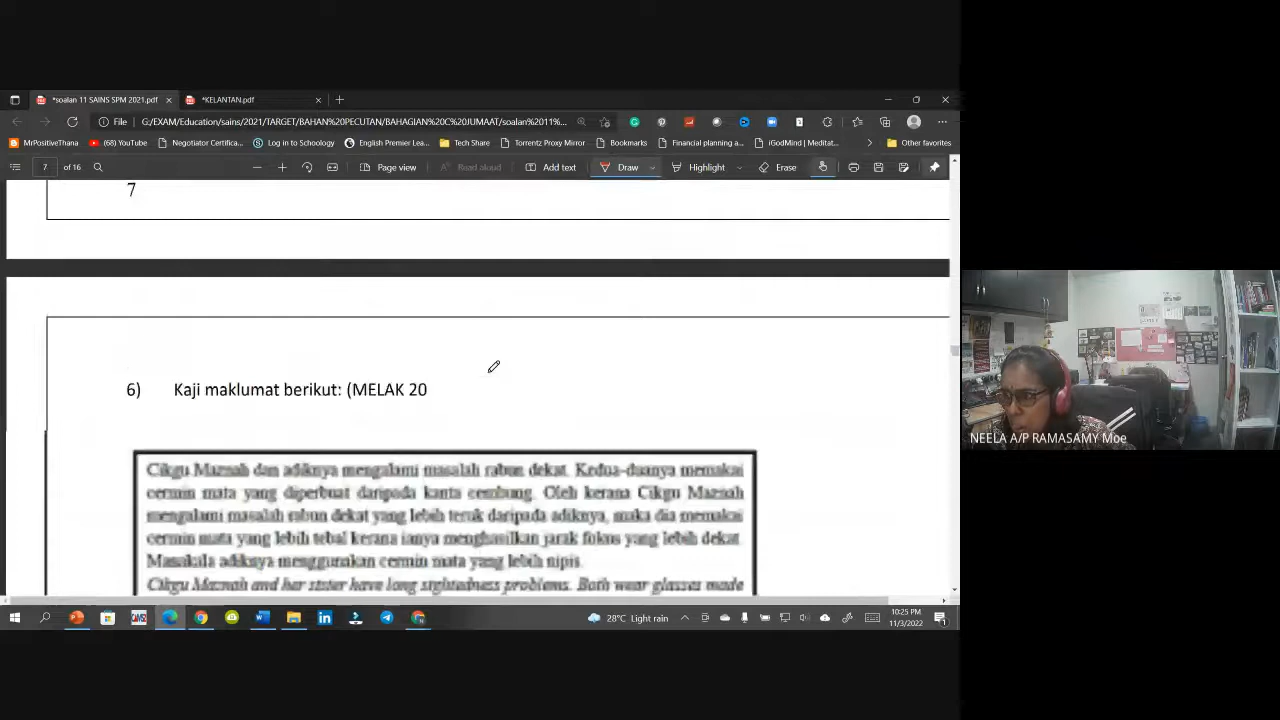 *soalan 11 SAINS SPM 2021.pdf
*KELANTAN.pdf
File G:/EXAM/Education/sains/2021/TARGET/BAHAN%20PECUTAN/BAHAGIAN%20C%20JUMAAT/soalan%2011%...
MrPositiveThana (68) YouTube Negotiator Certifica... Log in to Schoology English Premier Lea... Tech Share Torrentz Proxy Mirror Bookmarks Financial planning a... iGodMind | Meditat... Other favorites
7 of 16 Page view Read aloud Add text Draw Highlight Erase
7
6) Kaji maklumat berikut: (MELAK 20
Cikgu Maznah dan adiknya mengalami masalah rabun dekat. Kedua-duanya memakai
cermin mata yang diperbuat daripada kanta cembung. Oleh kerana Cikgu Maznah
mengalami masalah rabun dekat yang lebih teruk daripada adiknya, maka dia memakai
cermin mata yang lebih tebal kerana ianya menghasilkan jarak fokus yang lebih dekat.
Manakala adiknya menggunakan cermin mata yang lebih nipis.
Cikgu Maznah and her sister have long sightedness problems. Both wear glasses made
NEELA A/P RAMASAMY Moe
28°C Light rain
10:25 PM
11/3/2022